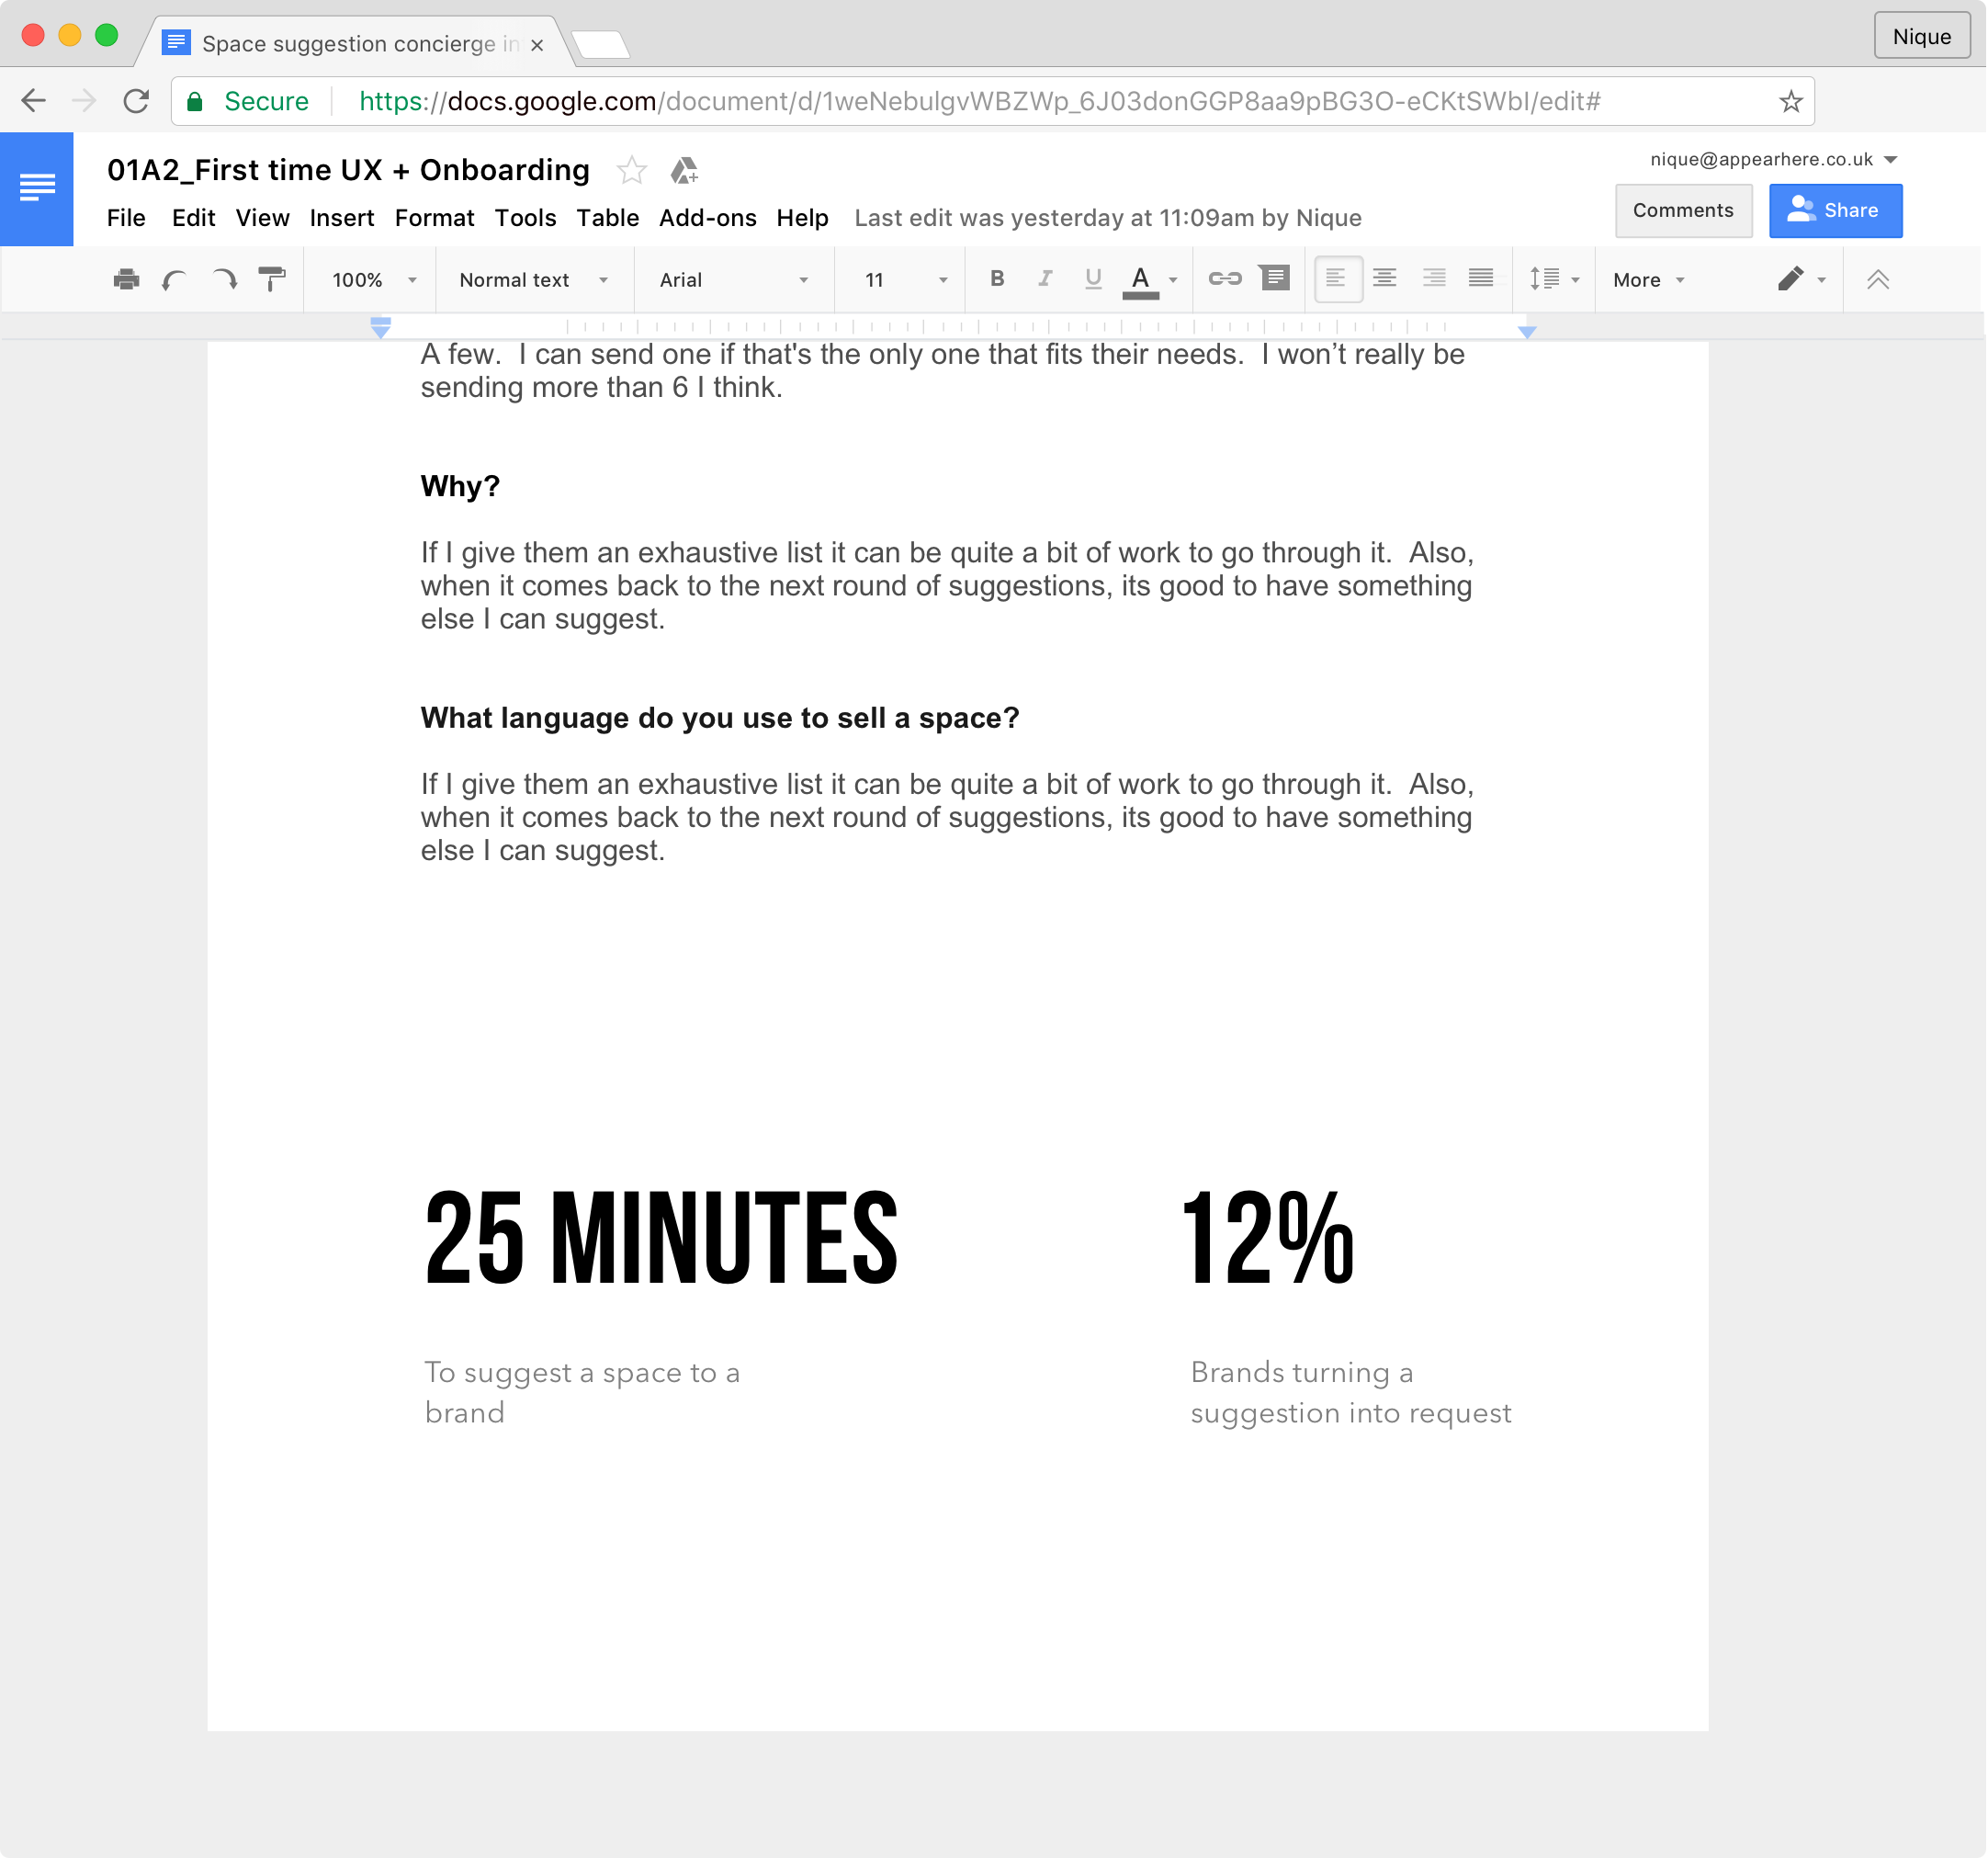 Space suggestion concierge in
Nique
Secure
https://docs.google.com/document/d/1weNebulgvWBZWp_6J03donGGP8aa9pBG3O-eCKtSWbI/edit#
01A2_First time UX + Onboarding
nique@appearhere.co.uk
File Edit View Insert Format Tools Table Add-ons Help Last edit was yesterday at 11:09am by Nique
Comments
Share
100% Normal text Arial 11 B I U A More
A few.  I can send one if that's the only one that fits their needs.  I won’t really be
sending more than 6 I think.
Why?
If I give them an exhaustive list it can be quite a bit of work to go through it.  Also,
when it comes back to the next round of suggestions, its good to have something
else I can suggest.
What language do you use to sell a space?
If I give them an exhaustive list it can be quite a bit of work to go through it.  Also,
when it comes back to the next round of suggestions, its good to have something
else I can suggest.
25 MINUTES
12%
To suggest a space to a
brand
Brands turning a
suggestion into request